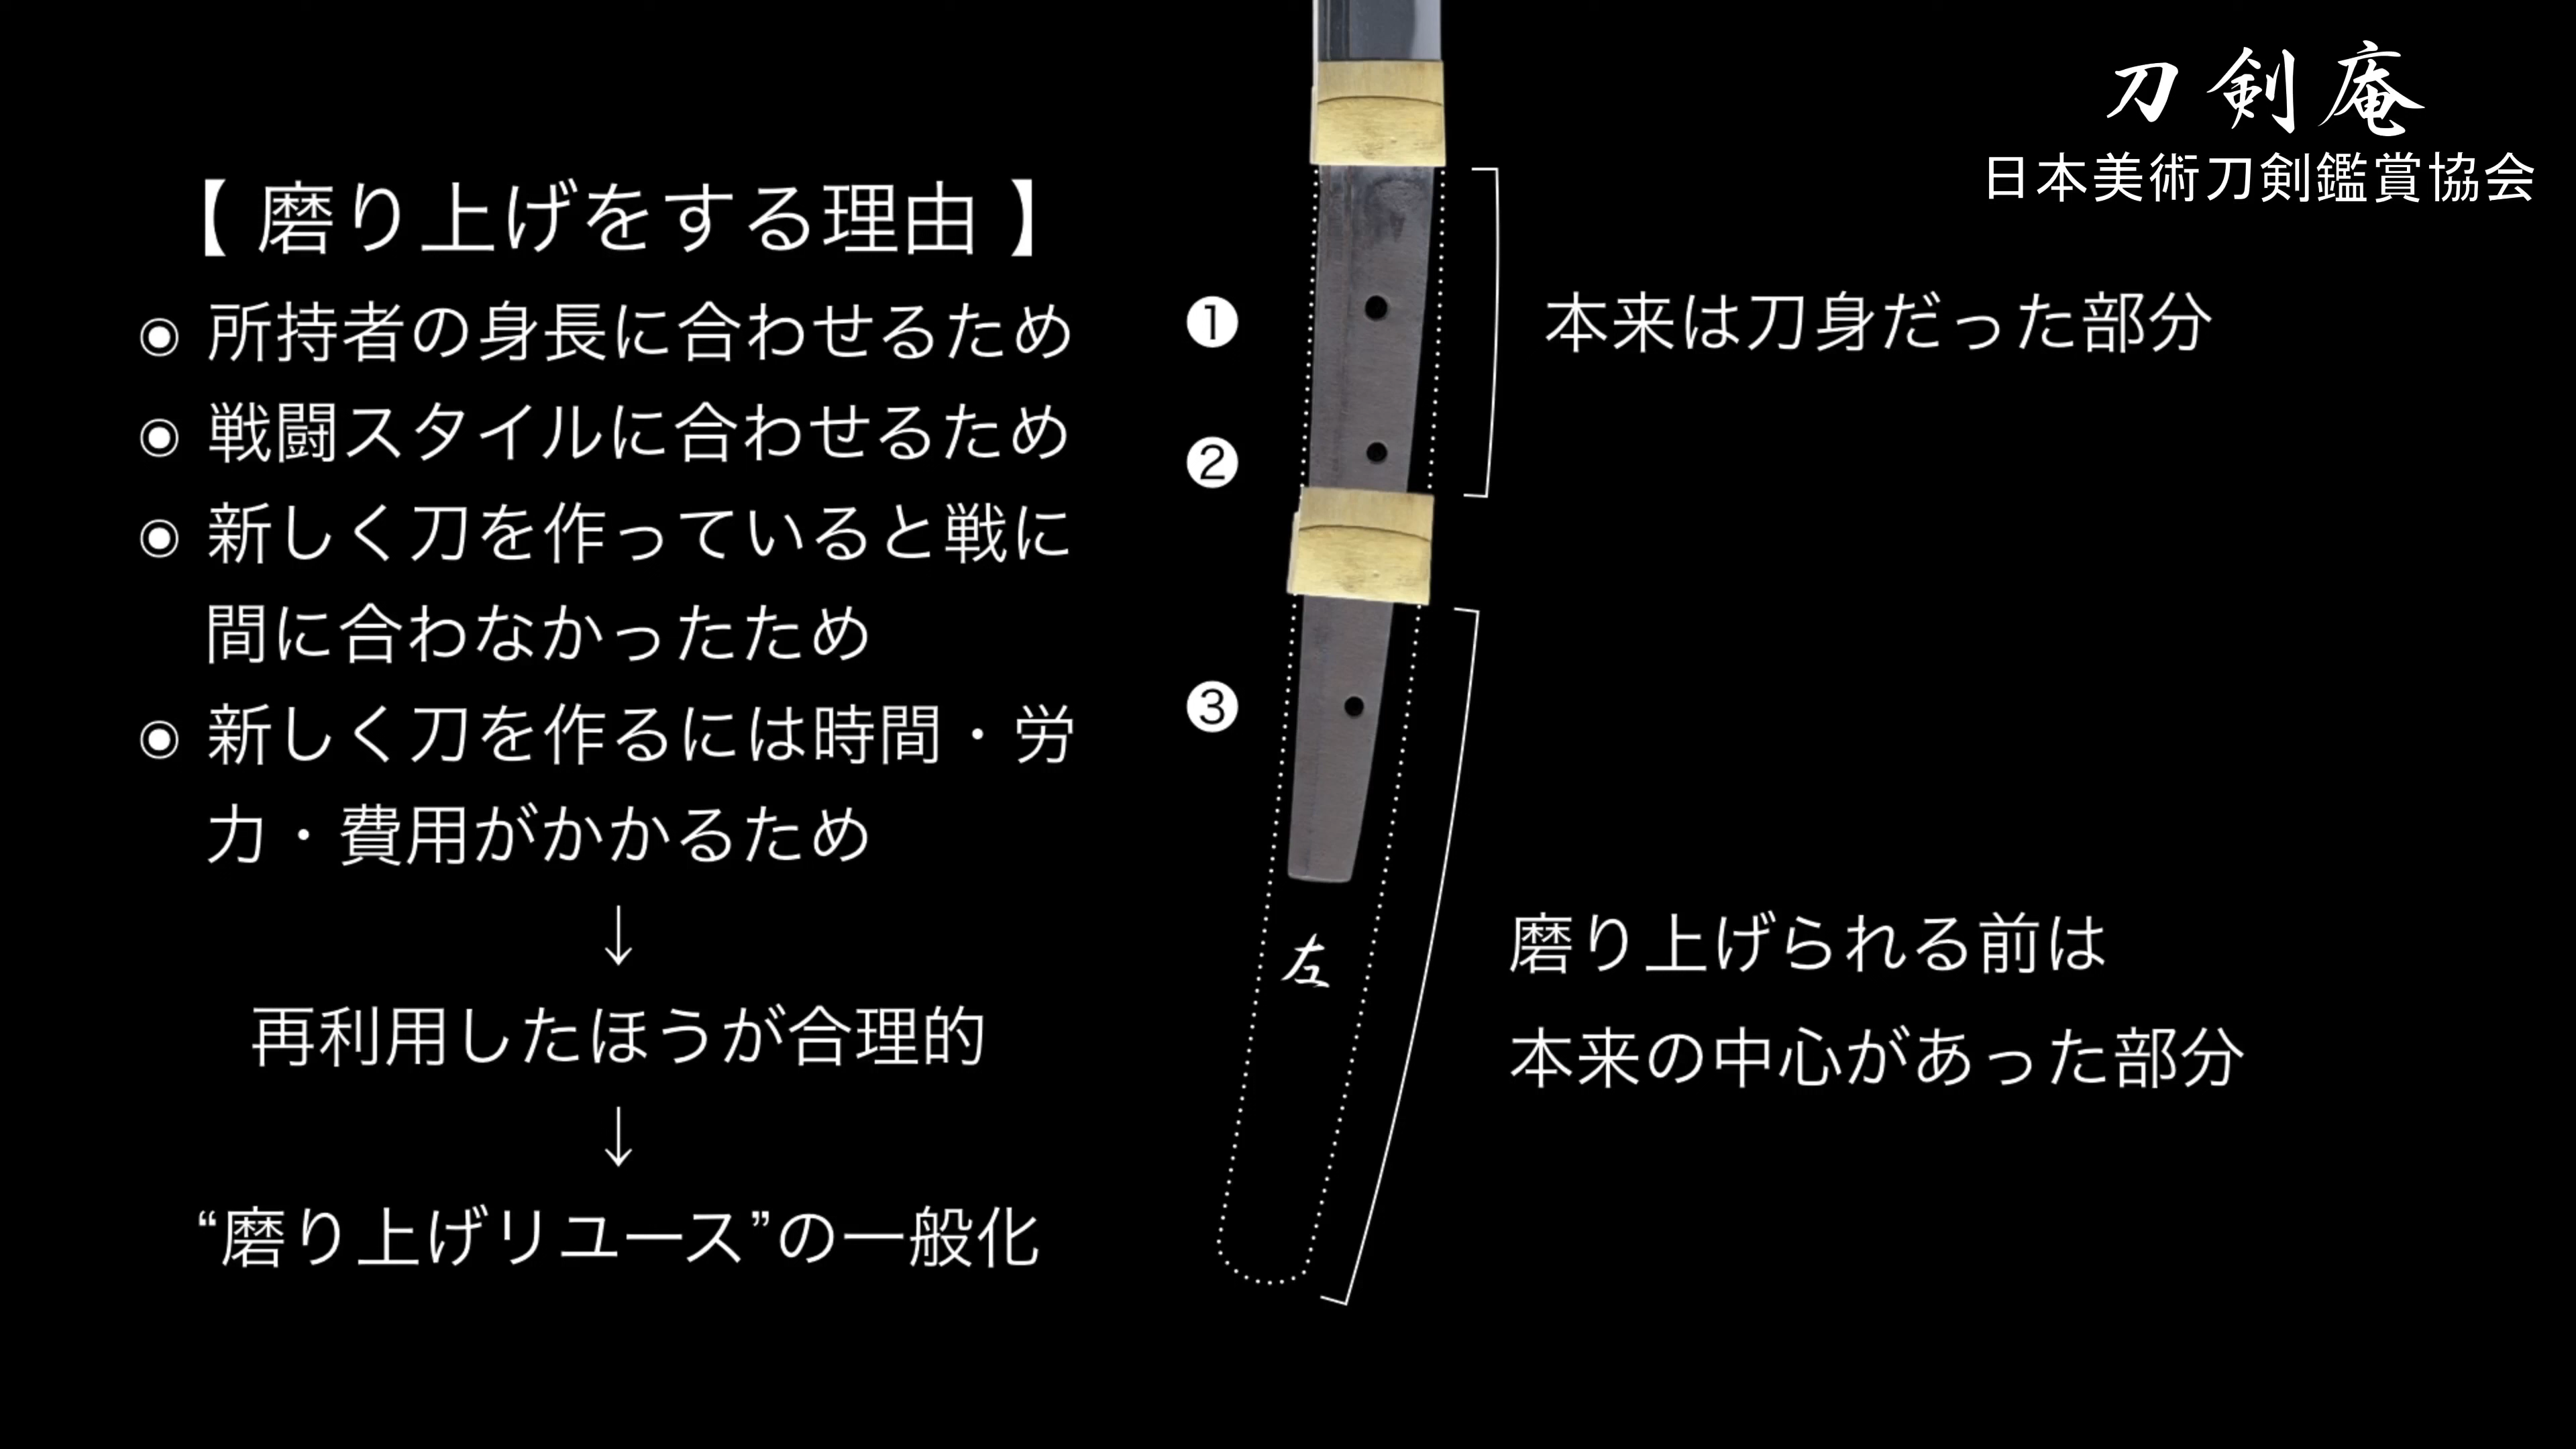 刀剣庵
日本美術刀剣鑑賞協会
【 磨り上げをする理由 】
◉ 所持者の身長に合わせるため
◉ 戦闘スタイルに合わせるため
◉ 新しく刀を作っていると戦に
間に合わなかったため
◉ 新しく刀を作るには時間・労
力・費用がかかるため
↓
再利用したほうが合理的
↓
“磨り上げリユース”の一般化
❶
❷
❸
左
本来は刀身だった部分
磨り上げられる前は
本来の中心があった部分